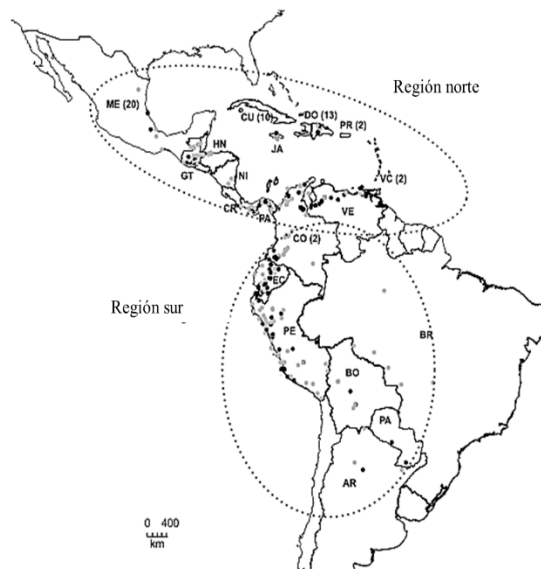 Región norte
ME (20)
CU (10)
DO (13)
PR (2)
HN
JA
GT
NI
VC (2)
CR
PA
VE
CO (2)
EC
Región sur
PE
BR
BO
PA
AR
0 400
km